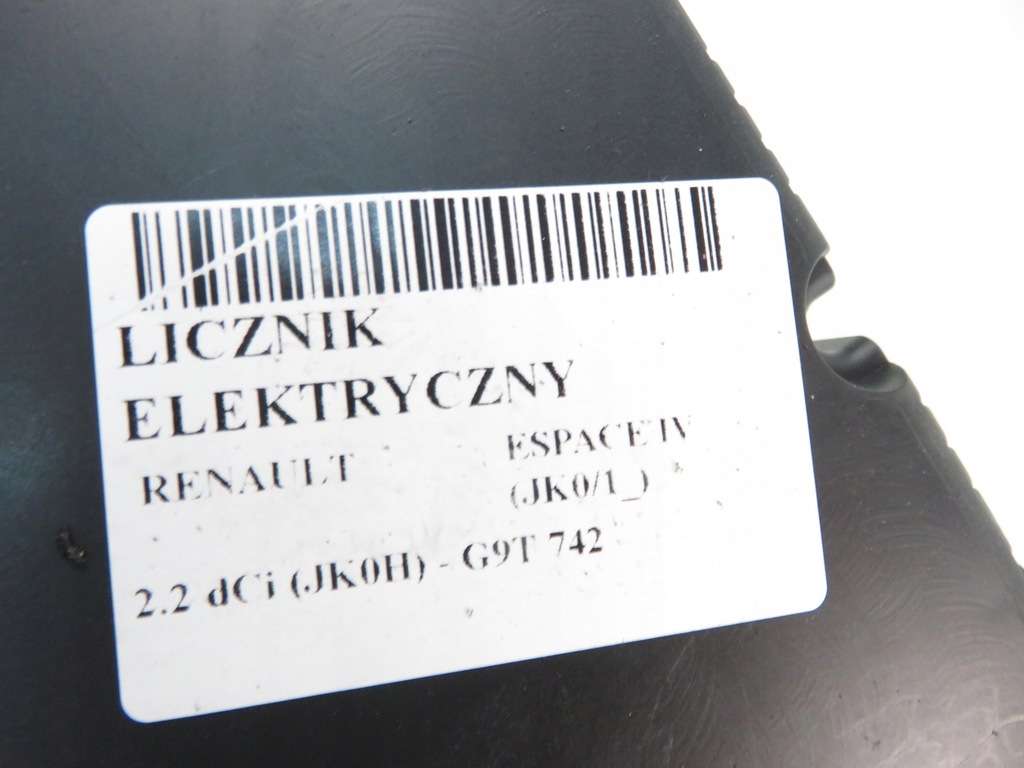 LICZNIK
ELEKTRYCZNY
RENAULT
ESPACE IV
(JK0/1_)
2.2 dCi (JK0H) - G9T 742